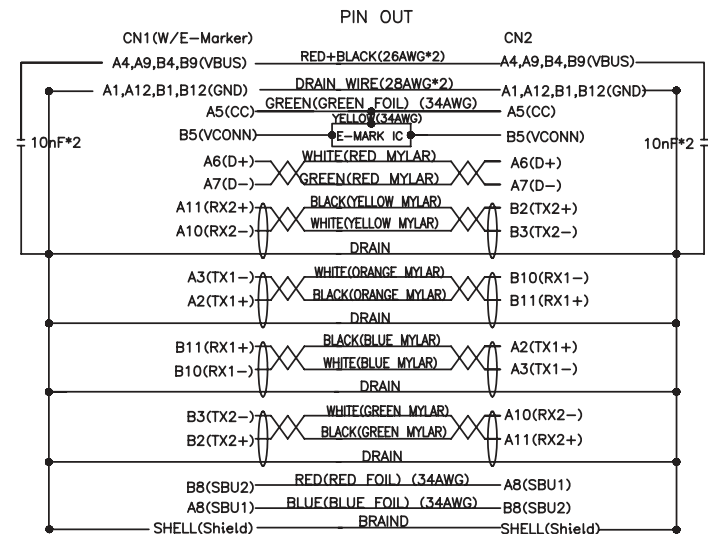 PIN OUT
CN1(W/E-Marker) CN2
A4,A9,B4,B9(VBUS) RED+BLACK(26AWG*2) A4,A9,B4,B9(VBUS)
A1,A12,B1,B12(GND) DRAIN WIRE(28AWG*2) A1,A12,B1,B12(GND)
A5(CC) GREEN(GREEN FOIL) (34AWG) A5(CC)
YELLOW(34AWG)
B5(VCONN) E-MARK IC B5(VCONN)
10nF*2 10nF*2
A6(D+) WHITE(RED MYLAR) A6(D+)
A7(D-) GREEN(RED MYLAR) A7(D-)
A11(RX2+) BLACK(YELLOW MYLAR) B2(TX2+)
A10(RX2-) WHITE(YELLOW MYLAR) B3(TX2-)
DRAIN
A3(TX1-) WHITE(ORANGE MYLAR) B10(RX1-)
A2(TX1+) BLACK(ORANGE MYLAR) B11(RX1+)
DRAIN
B11(RX1+) BLACK(BLUE MYLAR) A2(TX1+)
B10(RX1-) WHITE(BLUE MYLAR) A3(TX1-)
DRAIN
B3(TX2-) WHITE(GREEN MYLAR) A10(RX2-)
B2(TX2+) BLACK(GREEN MYLAR) A11(RX2+)
DRAIN
B8(SBU2) RED(RED FOIL) (34AWG) A8(SBU1)
A8(SBU1) BLUE(BLUE FOIL) (34AWG) B8(SBU2)
SHELL(Shield) BRAIND SHELL(Shield)